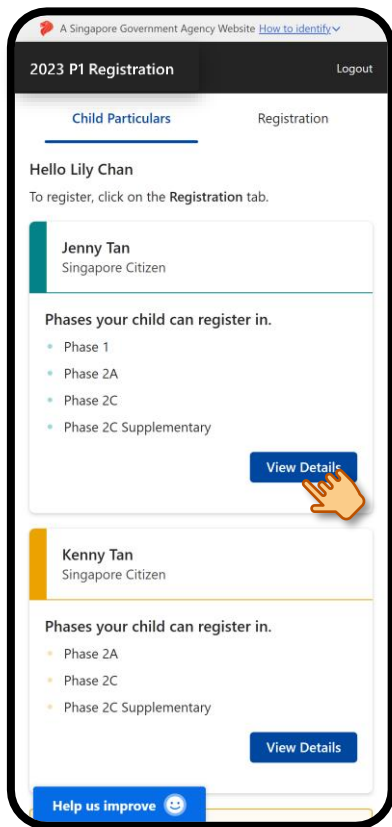 A Singapore Government Agency Website How to identify
2023 P1 Registration
Logout
Child Particulars
Registration
Hello Lily Chan
To register, click on the Registration tab.
Jenny Tan
Singapore Citizen
Phases your child can register in.
Phase 1
Phase 2A
Phase 2C
Phase 2C Supplementary
View Details
Kenny Tan
Singapore Citizen
Phases your child can register in.
Phase 2A
Phase 2C
Phase 2C Supplementary
View Details
Help us improve